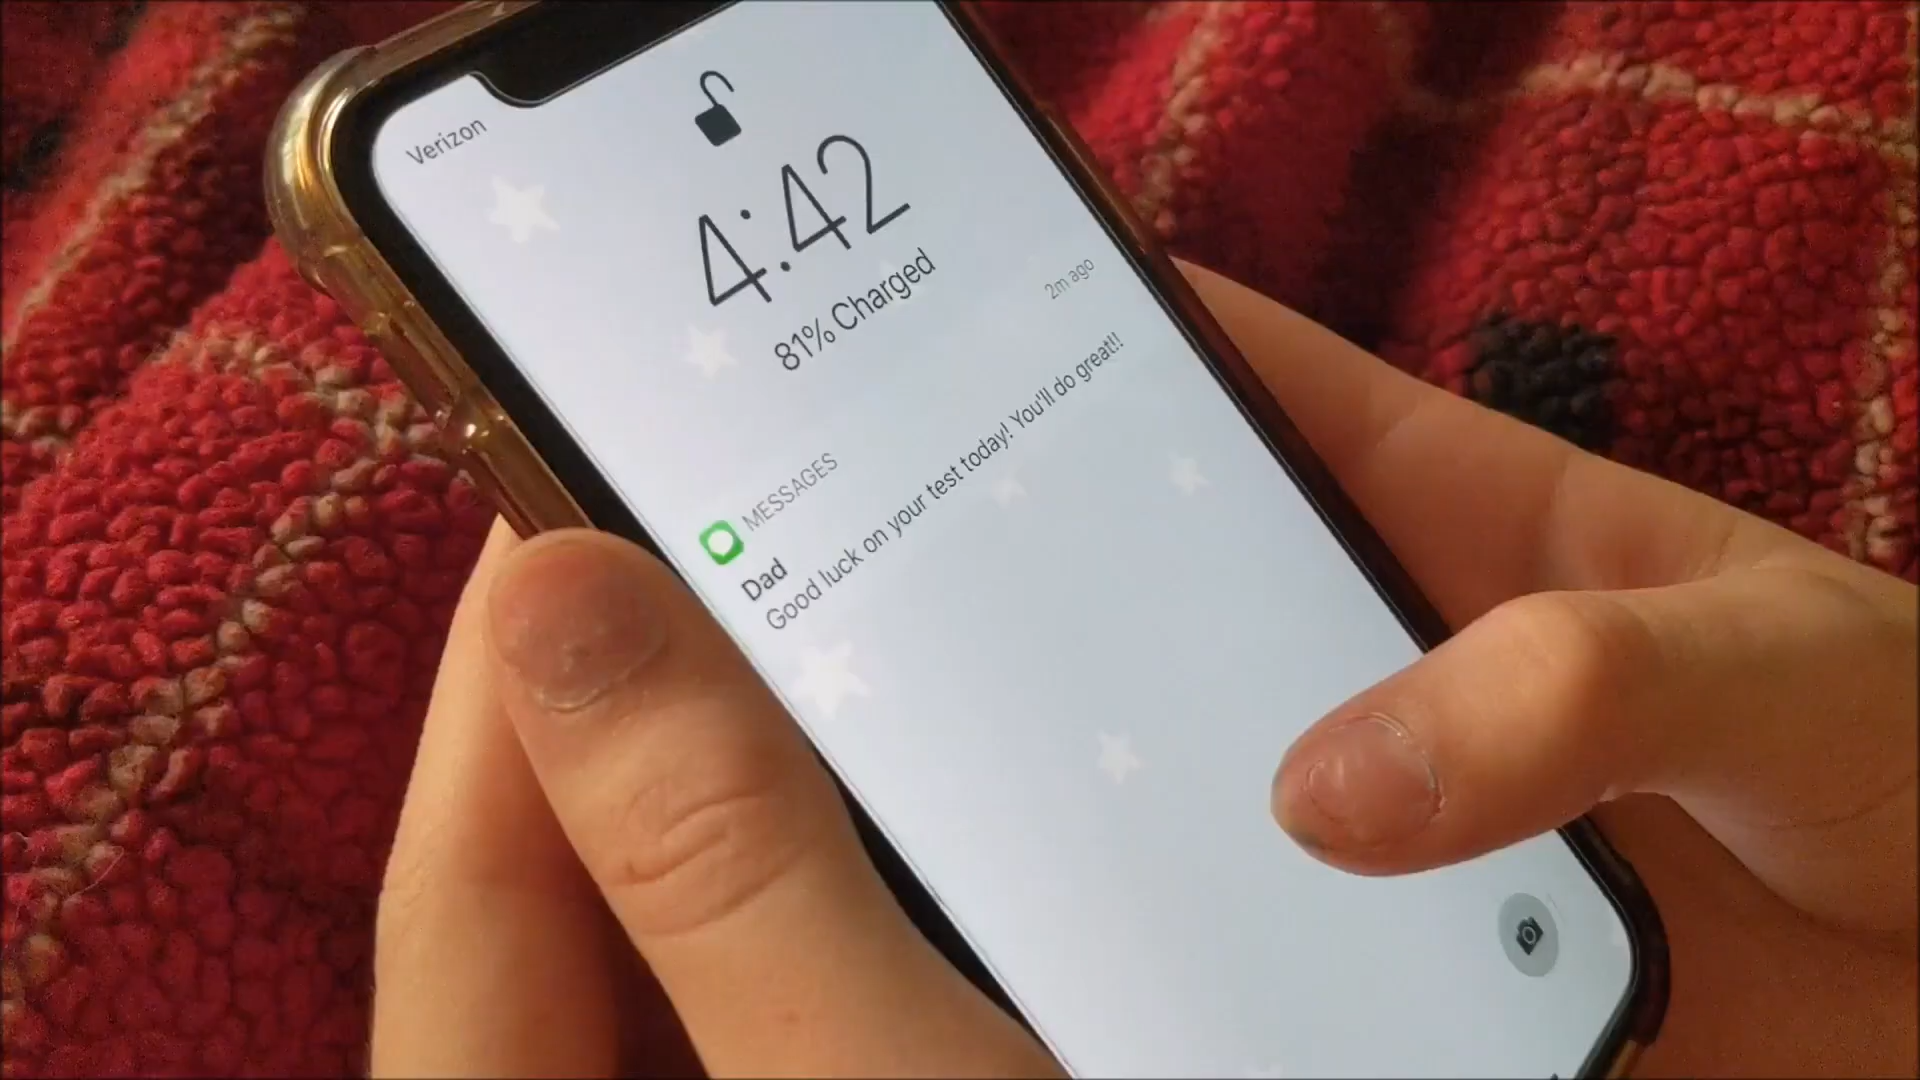 Verizon
4:42
81% Charged
MESSAGES
2m ago
Dad
Good luck on your test today! You'll do great!!